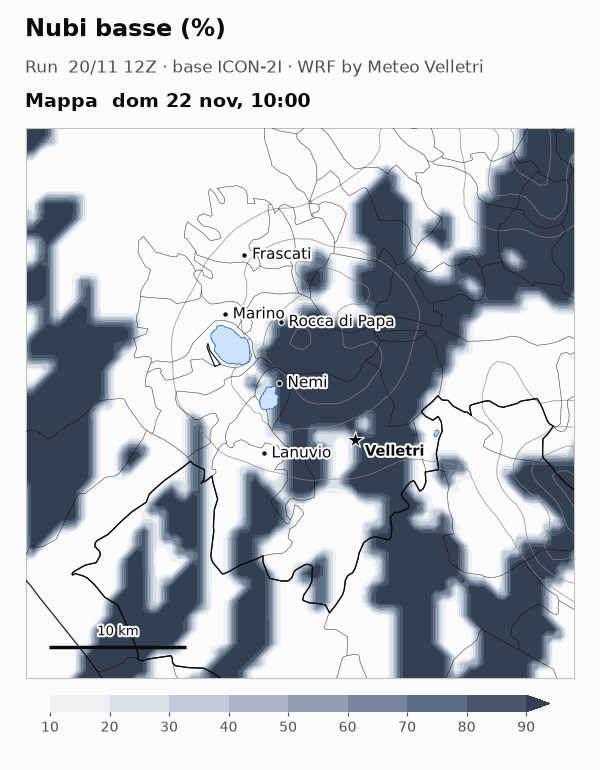 Nubi basse (%)
Run 20/11 12Z · base ICON-2I · WRF by Meteo Velletri
Mappa dom 22 nov, 10:00
Frascati
Marino
Rocca di Papa
Nemi
Velletri
Lanuvio
10 km
10 20 30 40 50 60 70 80 90